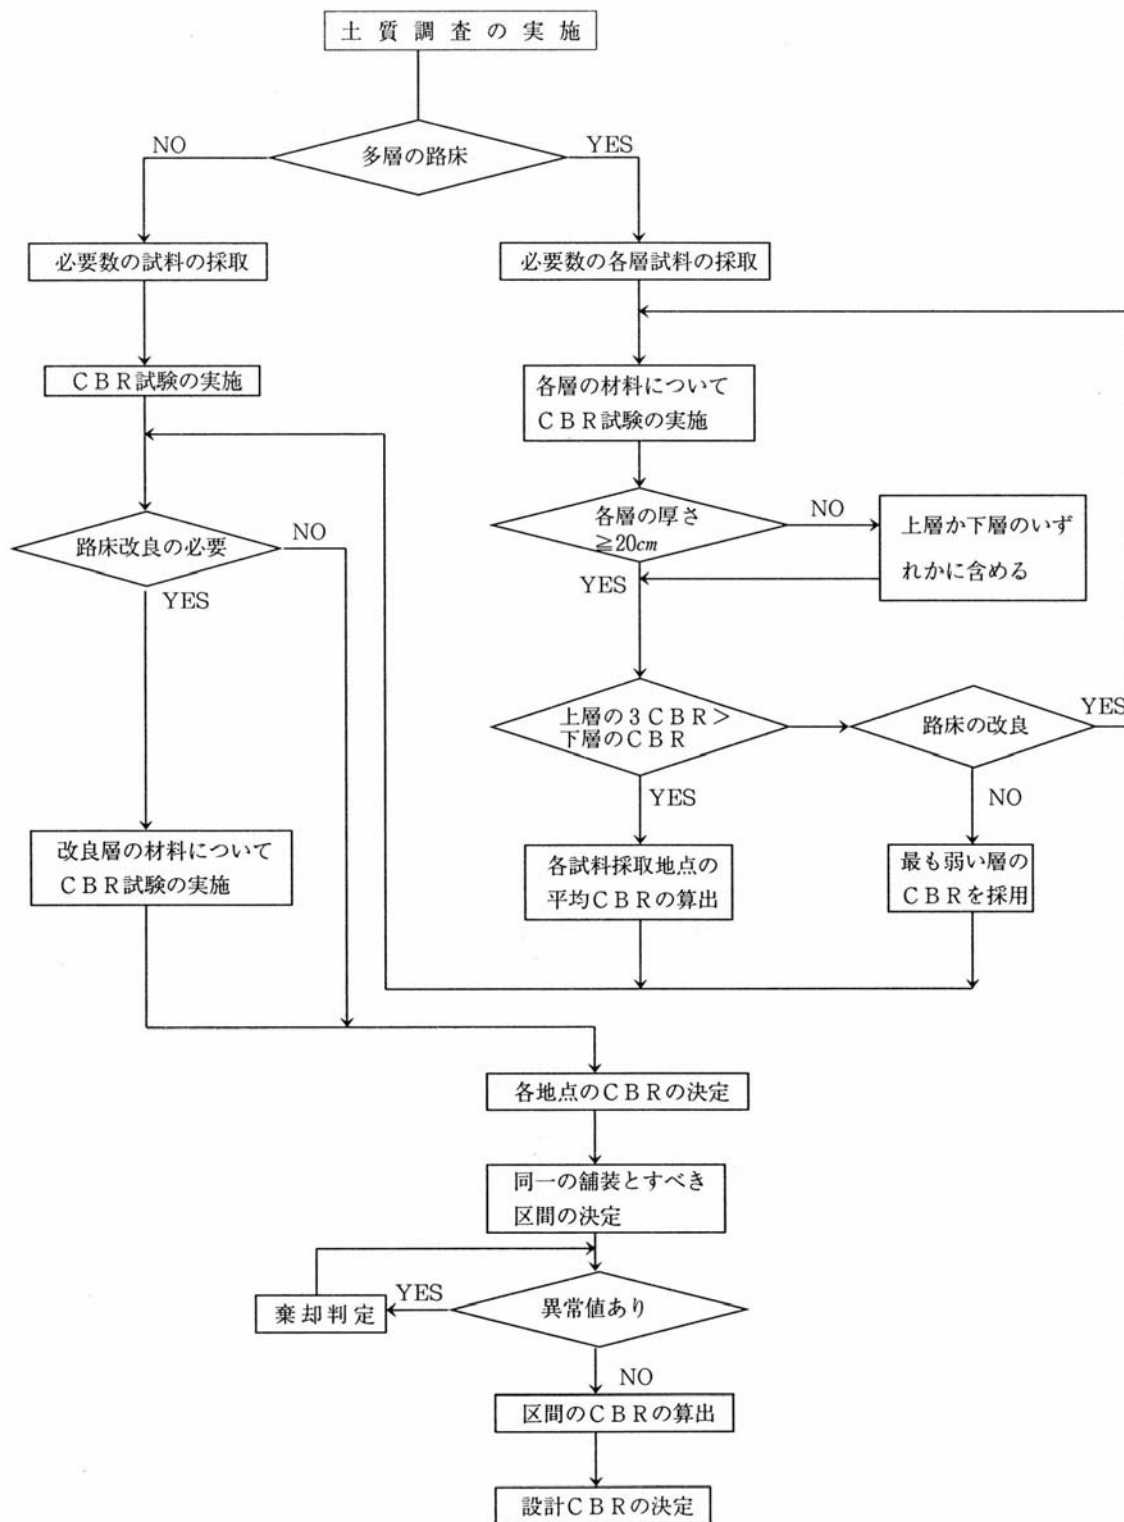 土質調査の実施
多層の路床
NO
YES
必要数の試料の採取
必要数の各層試料の採取
CBR試験の実施
各層の材料について
CBR試験の実施
路床改良の必要
NO
YES
各層の厚さ
≧20cm
NO
YES
上層か下層のいず
れかに含める
上層の3CBR>
下層のCBR
YES
路床の改良
YES
NO
改良層の材料について
CBR試験の実施
各試料採取地点の
平均CBRの算出
最も弱い層の
CBRを採用
各地点のCBRの決定
同一の舗装とすべき
区間の決定
異常値あり
YES
棄却判定
NO
区間のCBRの算出
設計CBRの決定